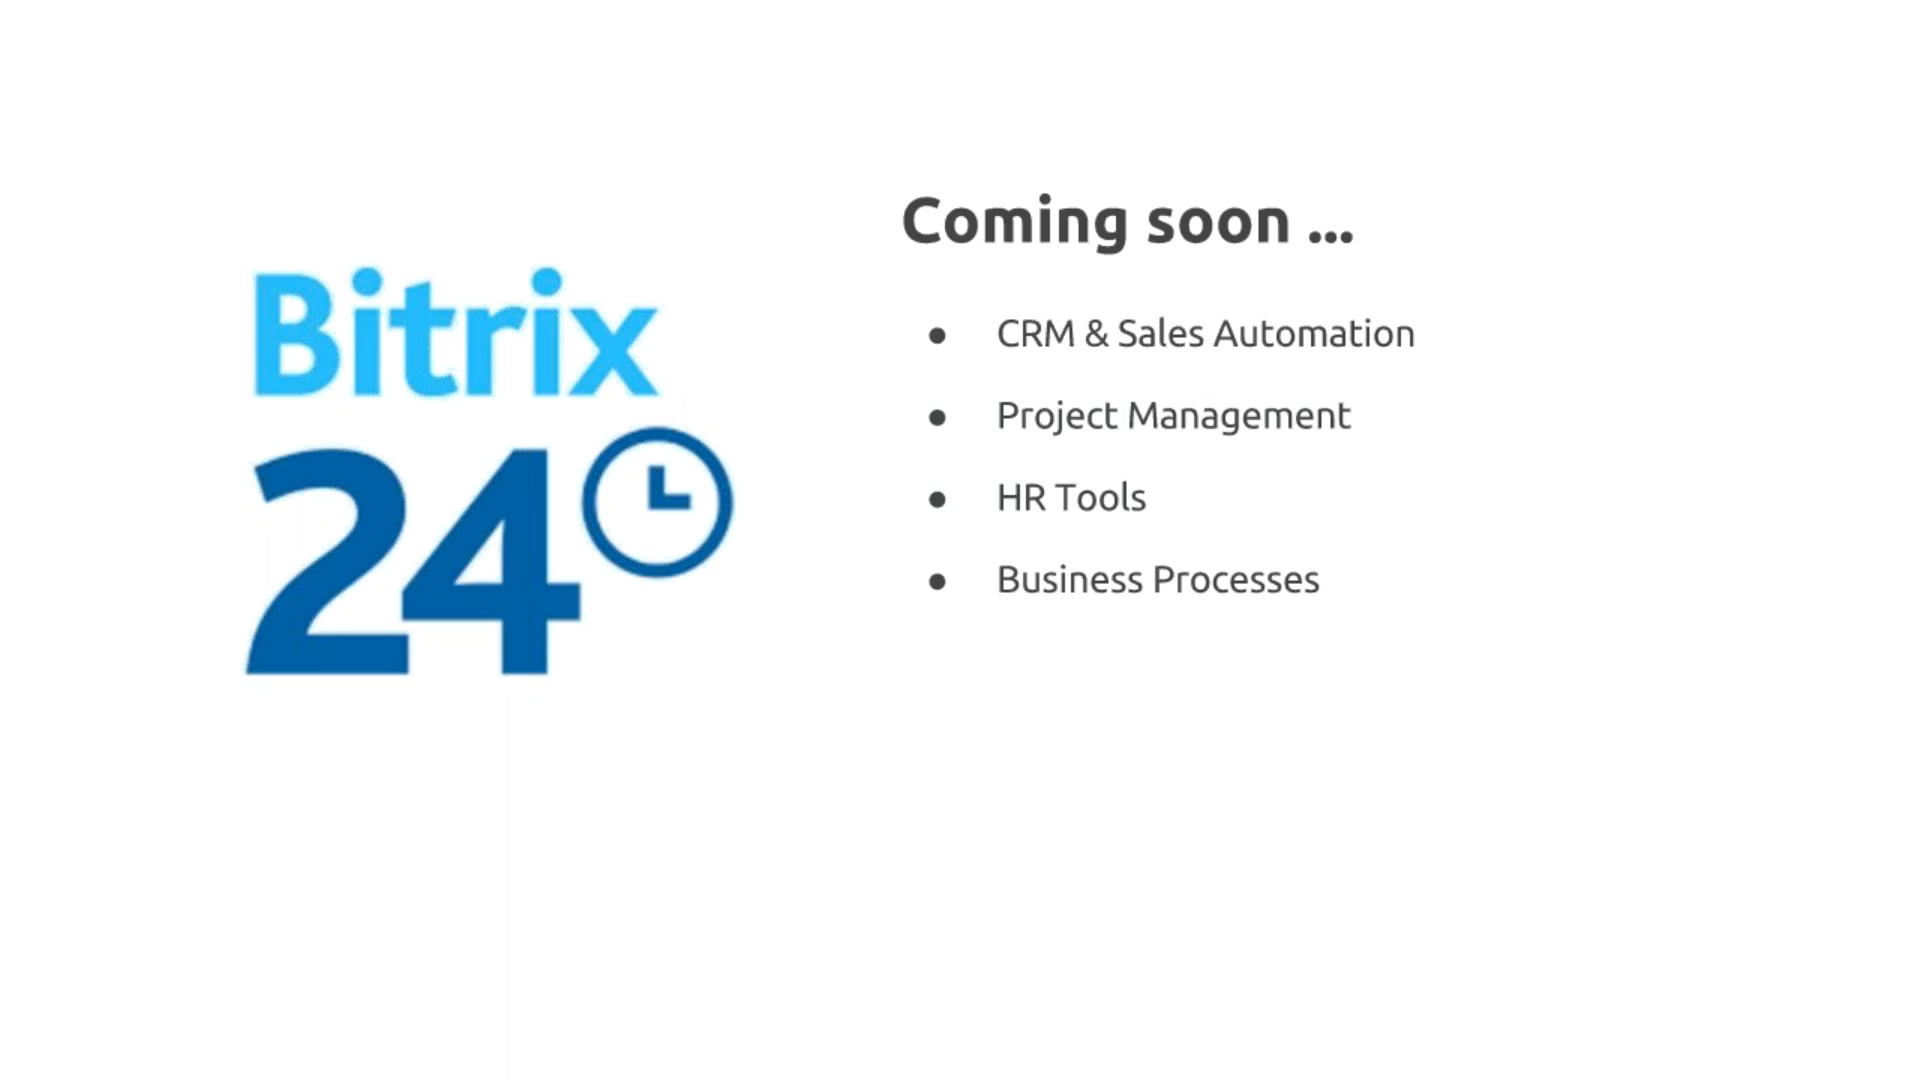 Bitrix
24
Coming soon ...
● CRM & Sales Automation
● Project Management
● HR Tools
● Business Processes